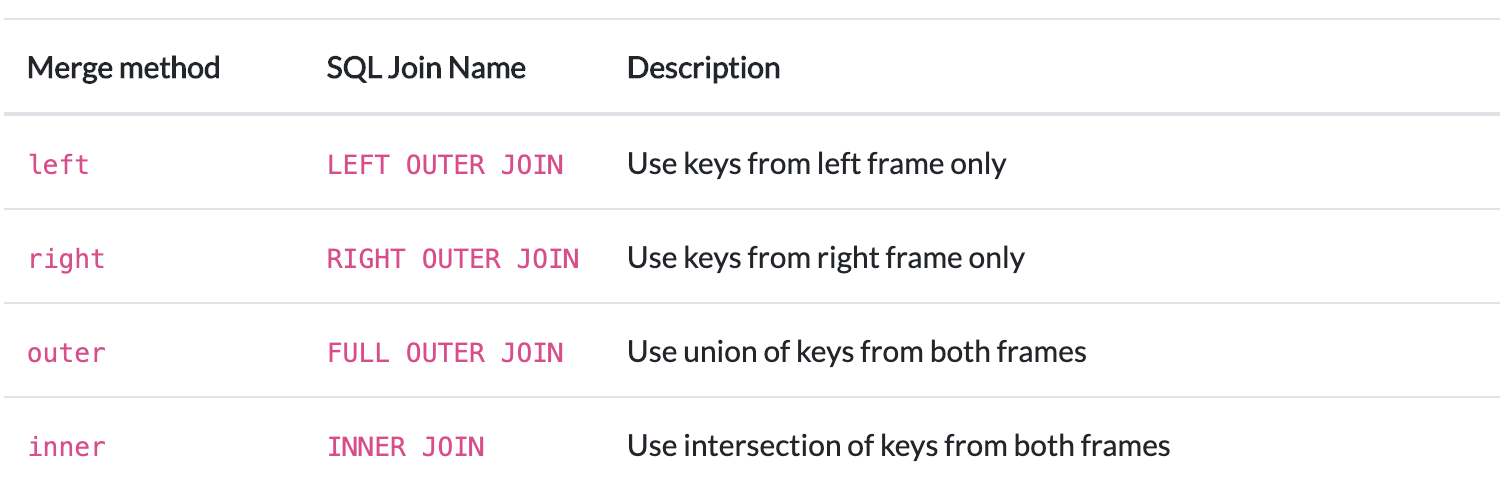 Merge method SQL Join Name Description
left LEFT OUTER JOIN Use keys from left frame only
right RIGHT OUTER JOIN Use keys from right frame only
outer FULL OUTER JOIN Use union of keys from both frames
inner INNER JOIN Use intersection of keys from both frames